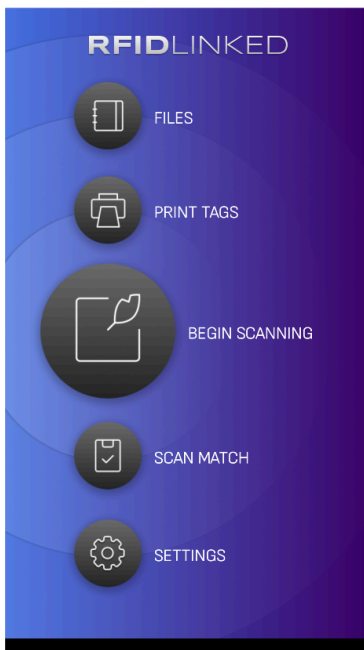 RFIDLINKED
FILES
PRINT TAGS
BEGIN SCANNING
SCAN MATCH
SETTINGS